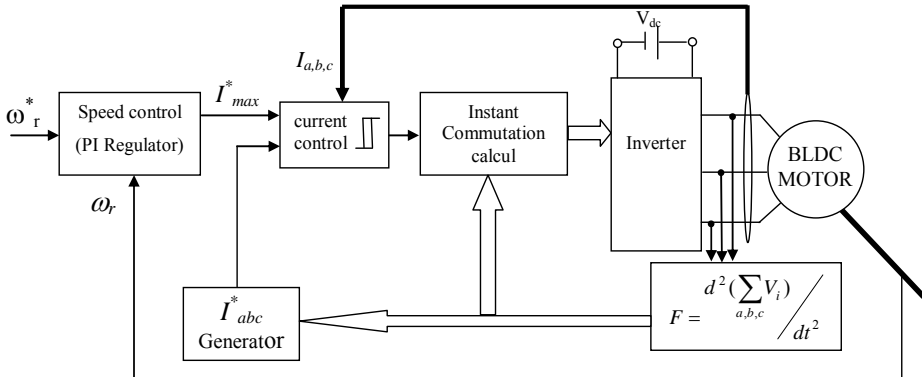 V_dc
I_a,b,c
ω*_r
Speed control
(PI Regulator)
I*_max
current
control
Instant
Commutation
calcul
Inverter
BLDC
MOTOR
ω_r
I*_abc
Generator
F = d²(∑_{a,b,c} V_i) / dt²